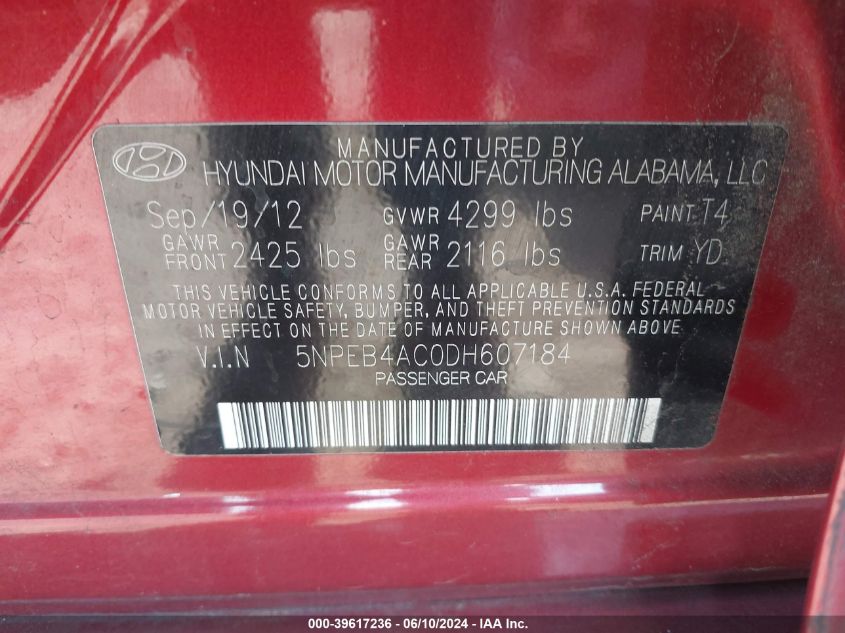 MANUFACTURED BY
HYUNDAI MOTOR MANUFACTURING ALABAMA, LLC
Sep/19/12 GVWR 4299 lbs PAINT T4
GAWR FRONT 2425 lbs GAWR REAR 2116 lbs TRIM YD
THIS VEHICLE CONFORMS TO ALL APPLICABLE U.S.A. FEDERAL
MOTOR VEHICLE SAFETY, BUMPER, AND THEFT PREVENTION STANDARDS
IN EFFECT ON THE DATE OF MANUFACTURE SHOWN ABOVE
V.I.N 5NPEB4AC0DH607184
PASSENGER CAR
000-39617236 - 06/10/2024 - IAA Inc.